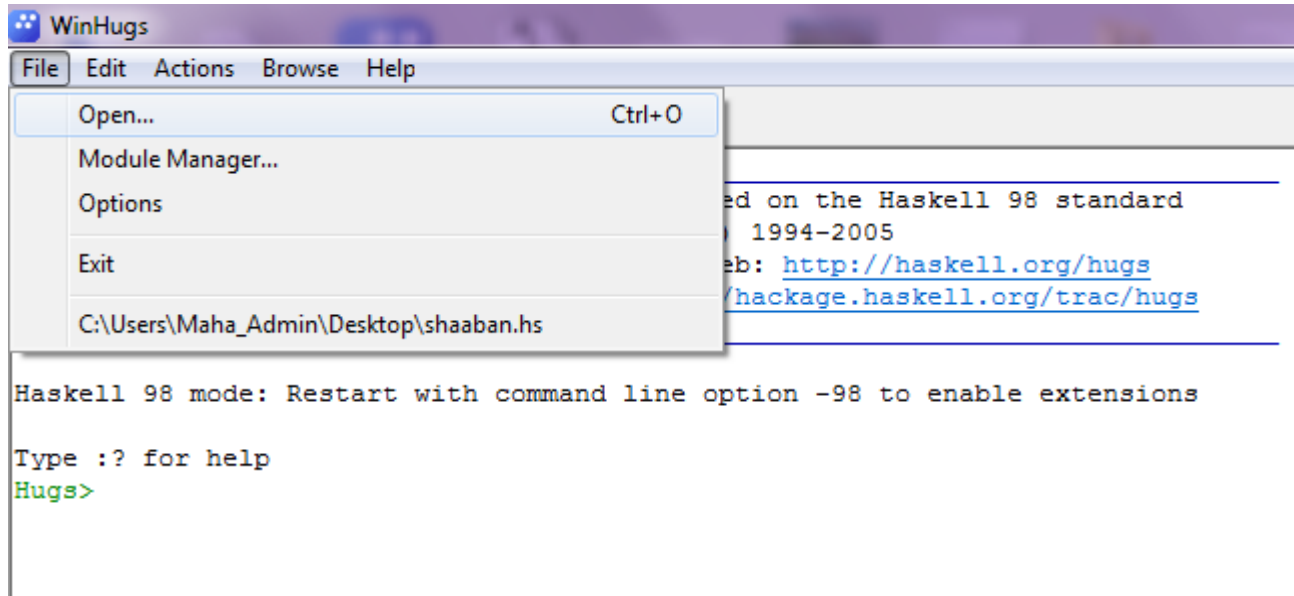 WinHugs
File Edit Actions Browse Help
Open... Ctrl+O
Module Manager...
Options
Exit
C:\Users\Maha_Admin\Desktop\shaaban.hs
on the Haskell 98 standard
1994-2005
http://haskell.org/hugs
/hackage.haskell.org/trac/hugs
Haskell 98 mode: Restart with command line option -98 to enable extensions
Type :? for help
Hugs>